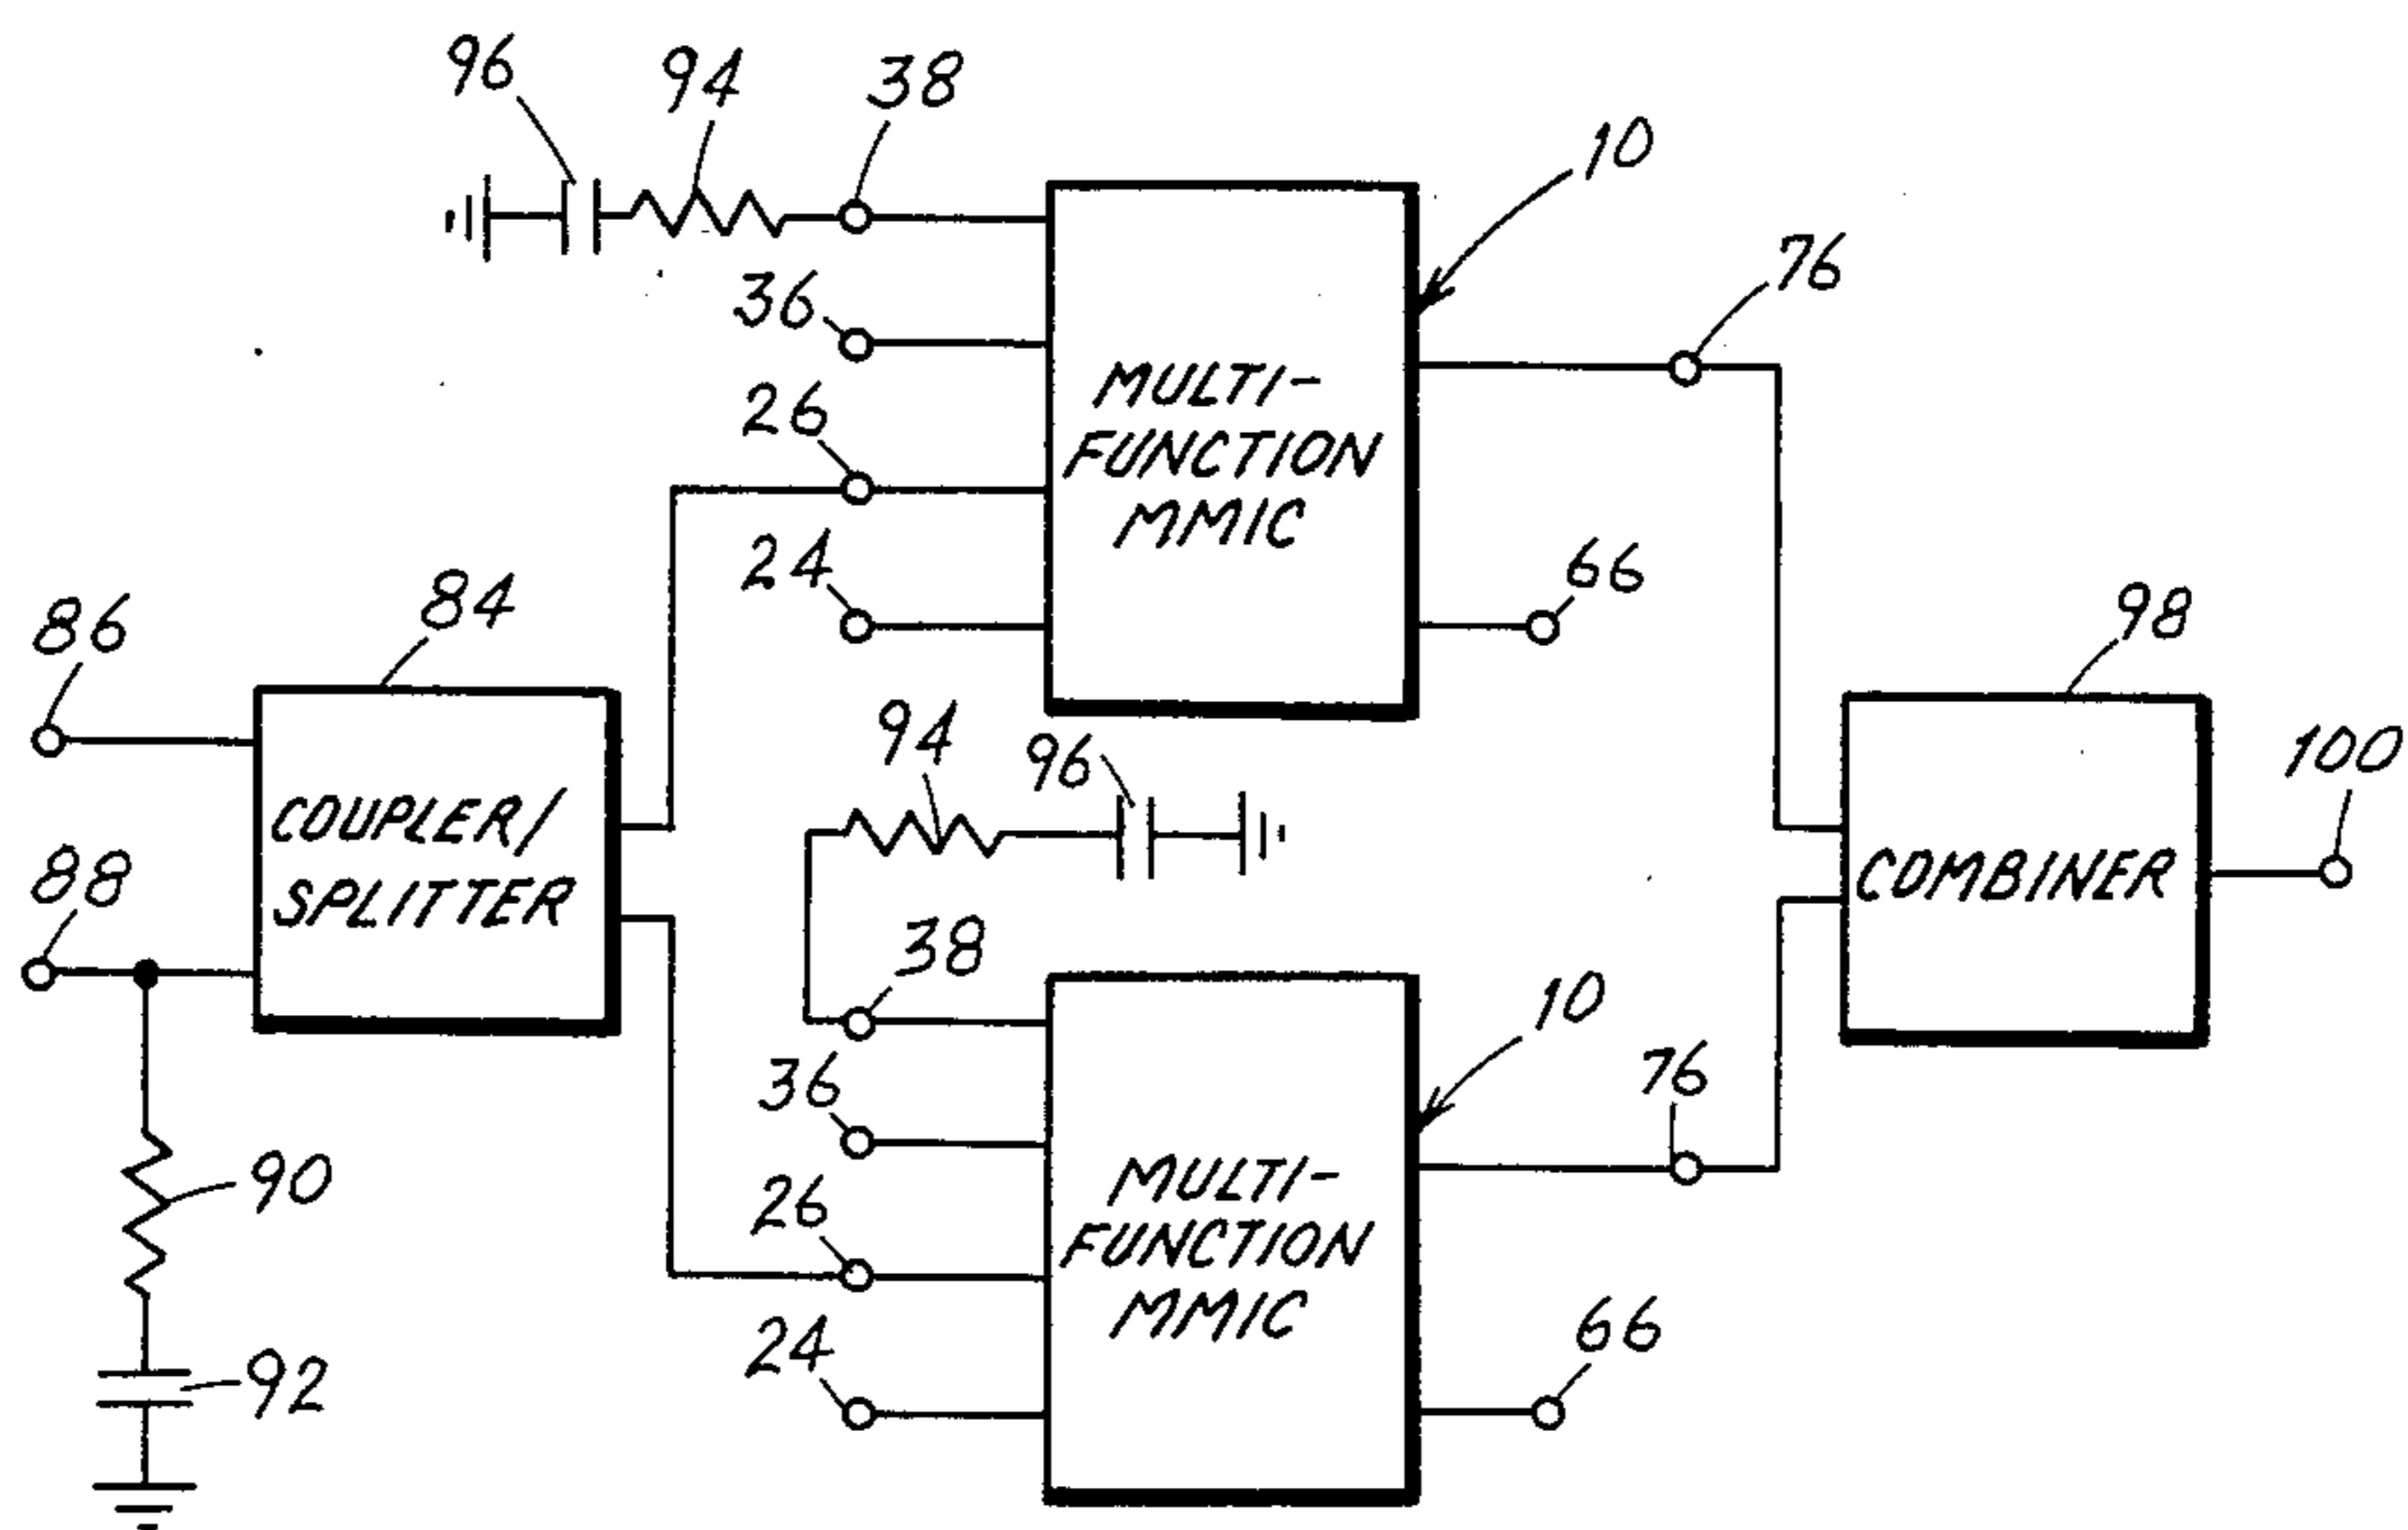 96 94 38
10
76
36
MULTI-
FUNCTION
MMIC
26
24
66
86
84
98
94 96
100
COUPLER/
SPLITTER
COMBINER
88
38
10
36
76
MULTI-
FUNCTION
MMIC
90
26
24
66
92